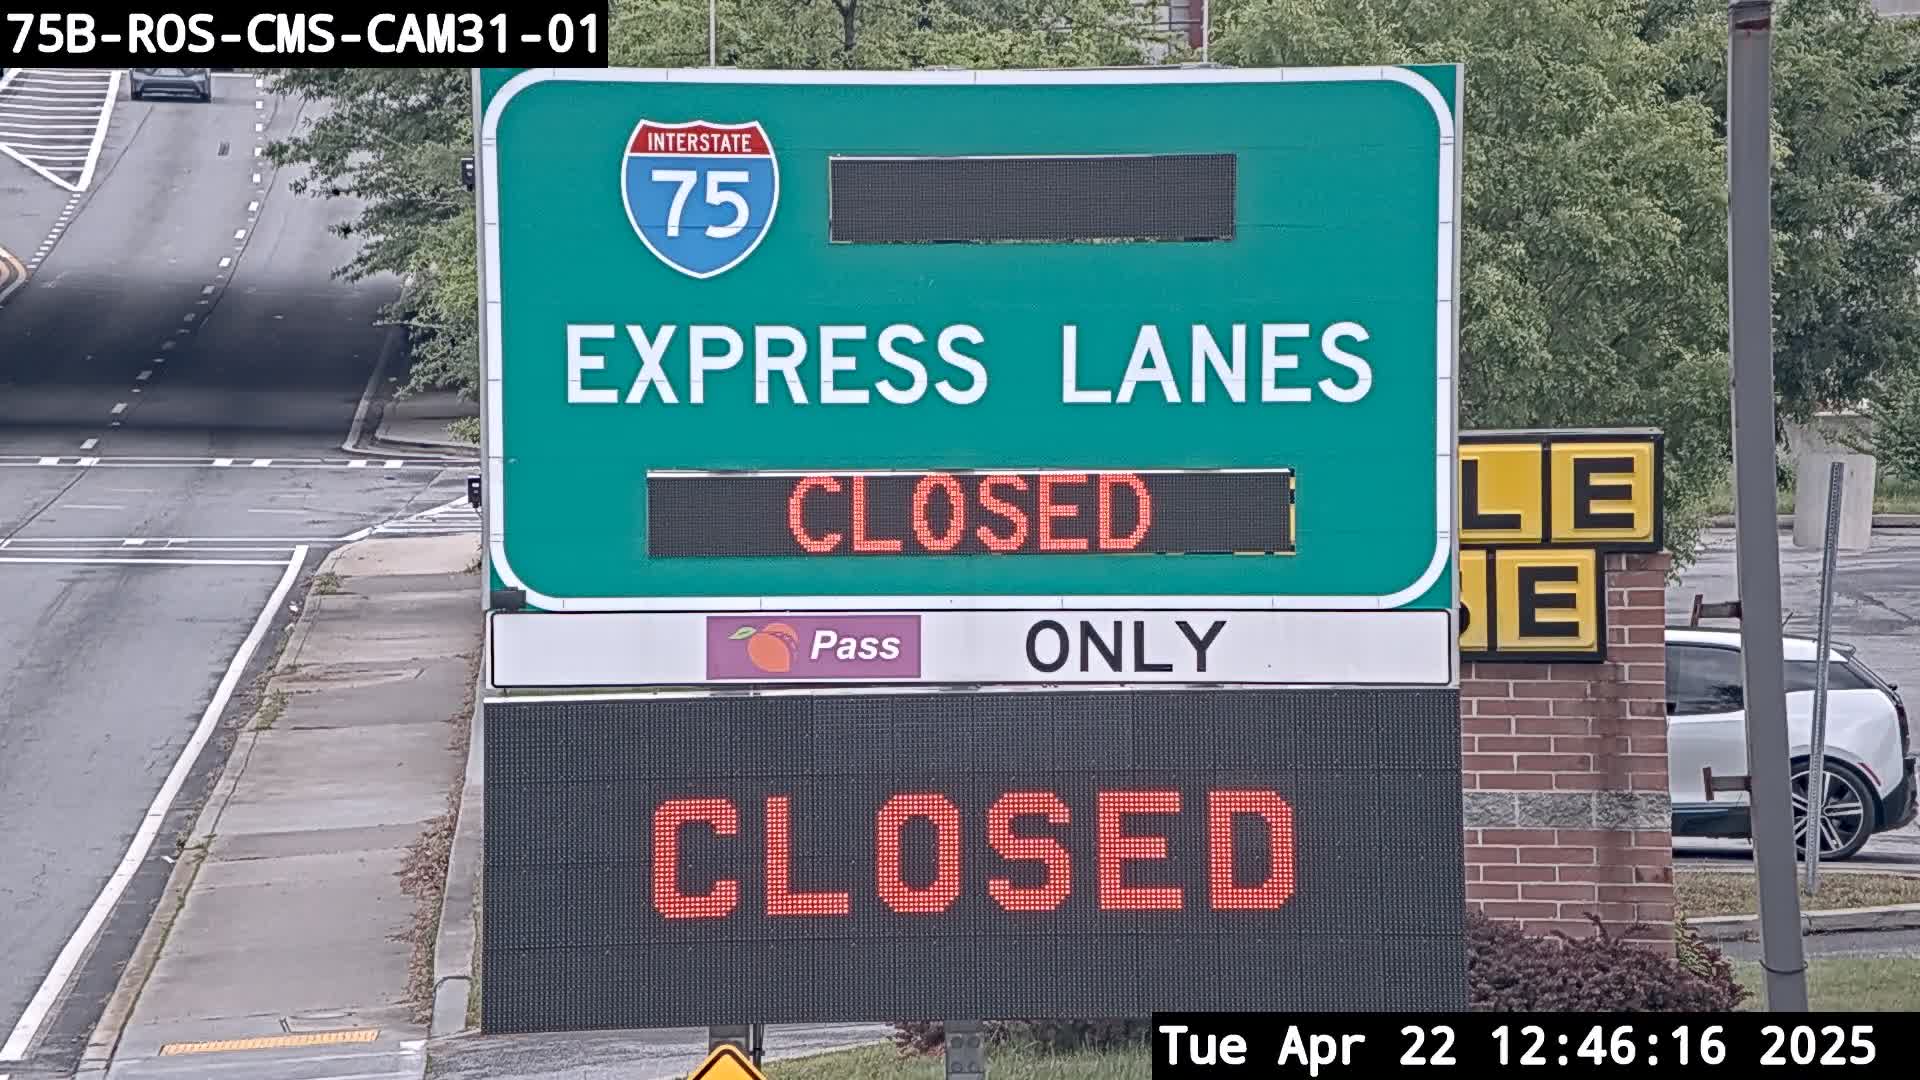 75B-ROS-CMS-CAM31-01
INTERSTATE
75
EXPRESS LANES
CLOSED
LE
E
Pass ONLY
CLOSED
Tue Apr 22 12:46:16 2025